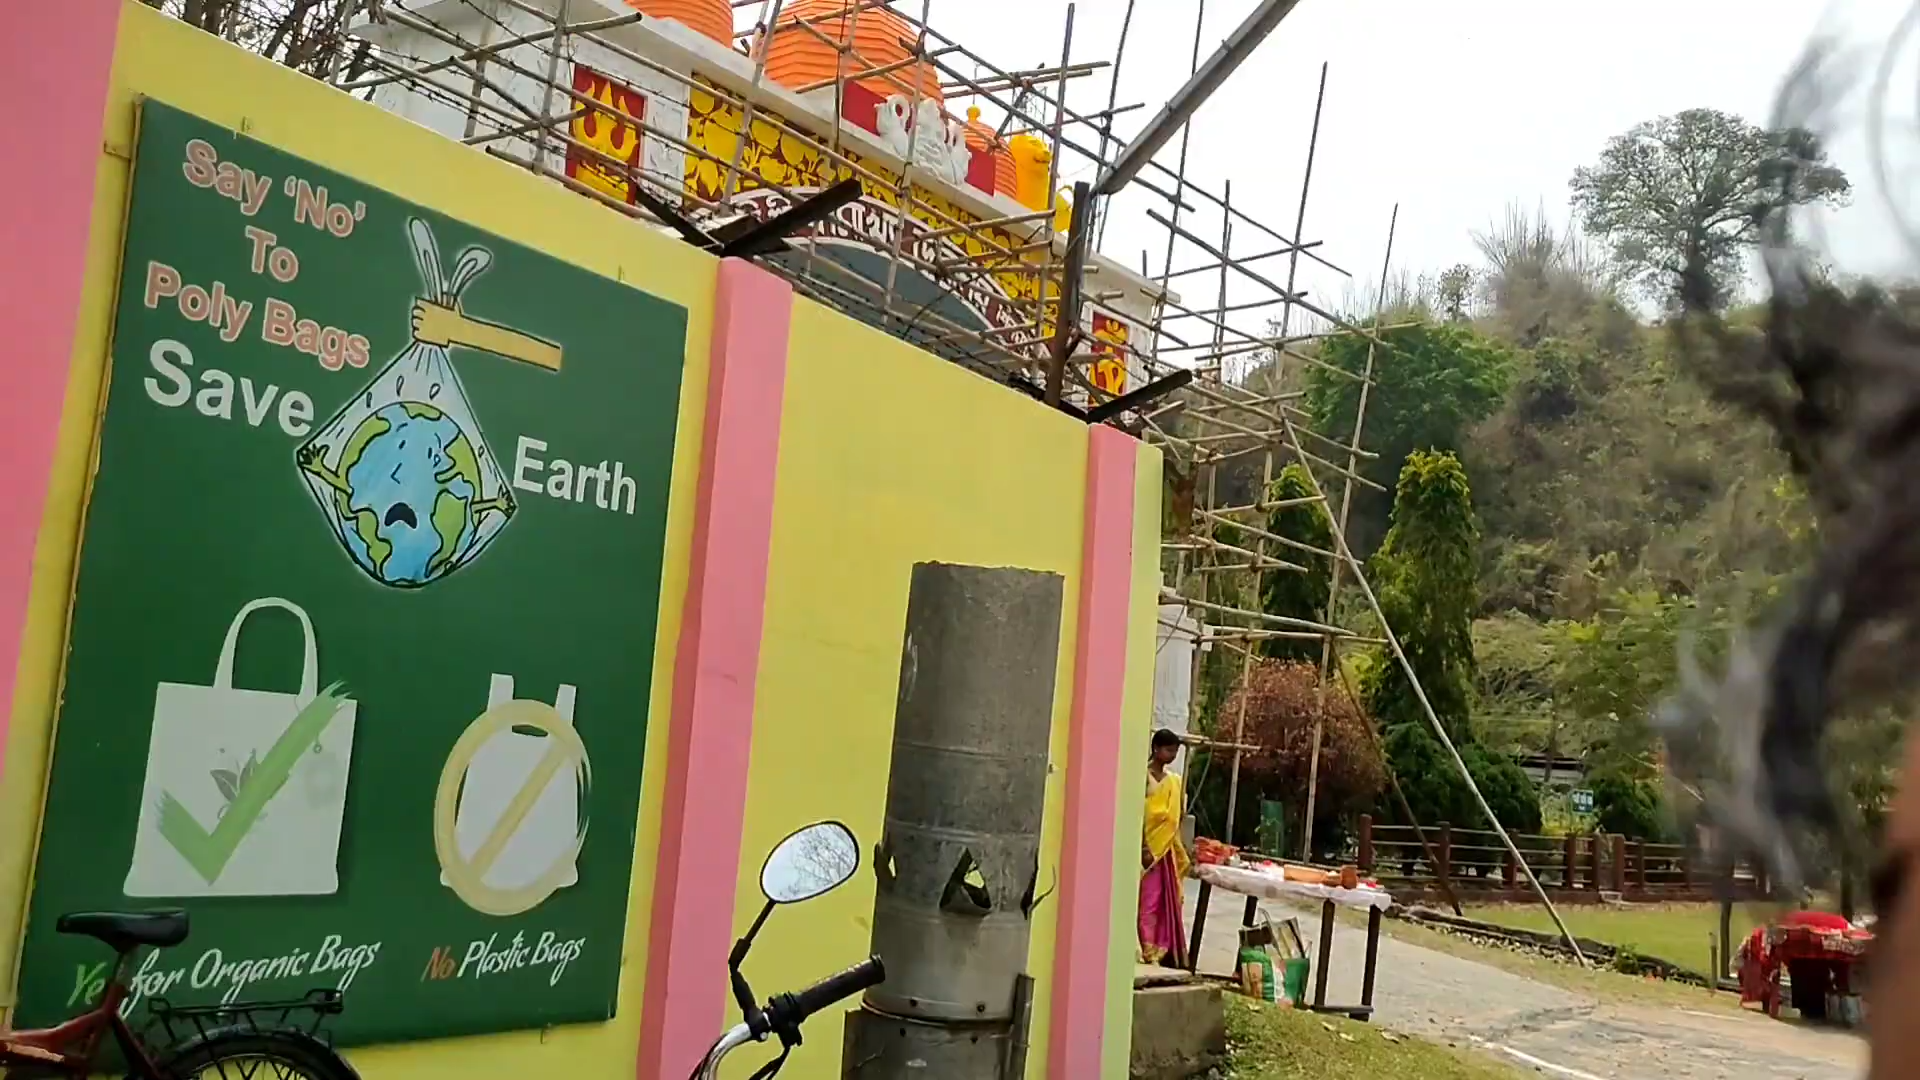 Say ‘No’
To
Poly Bags
Save
Earth
for Organic Bags
No Plastic Bags